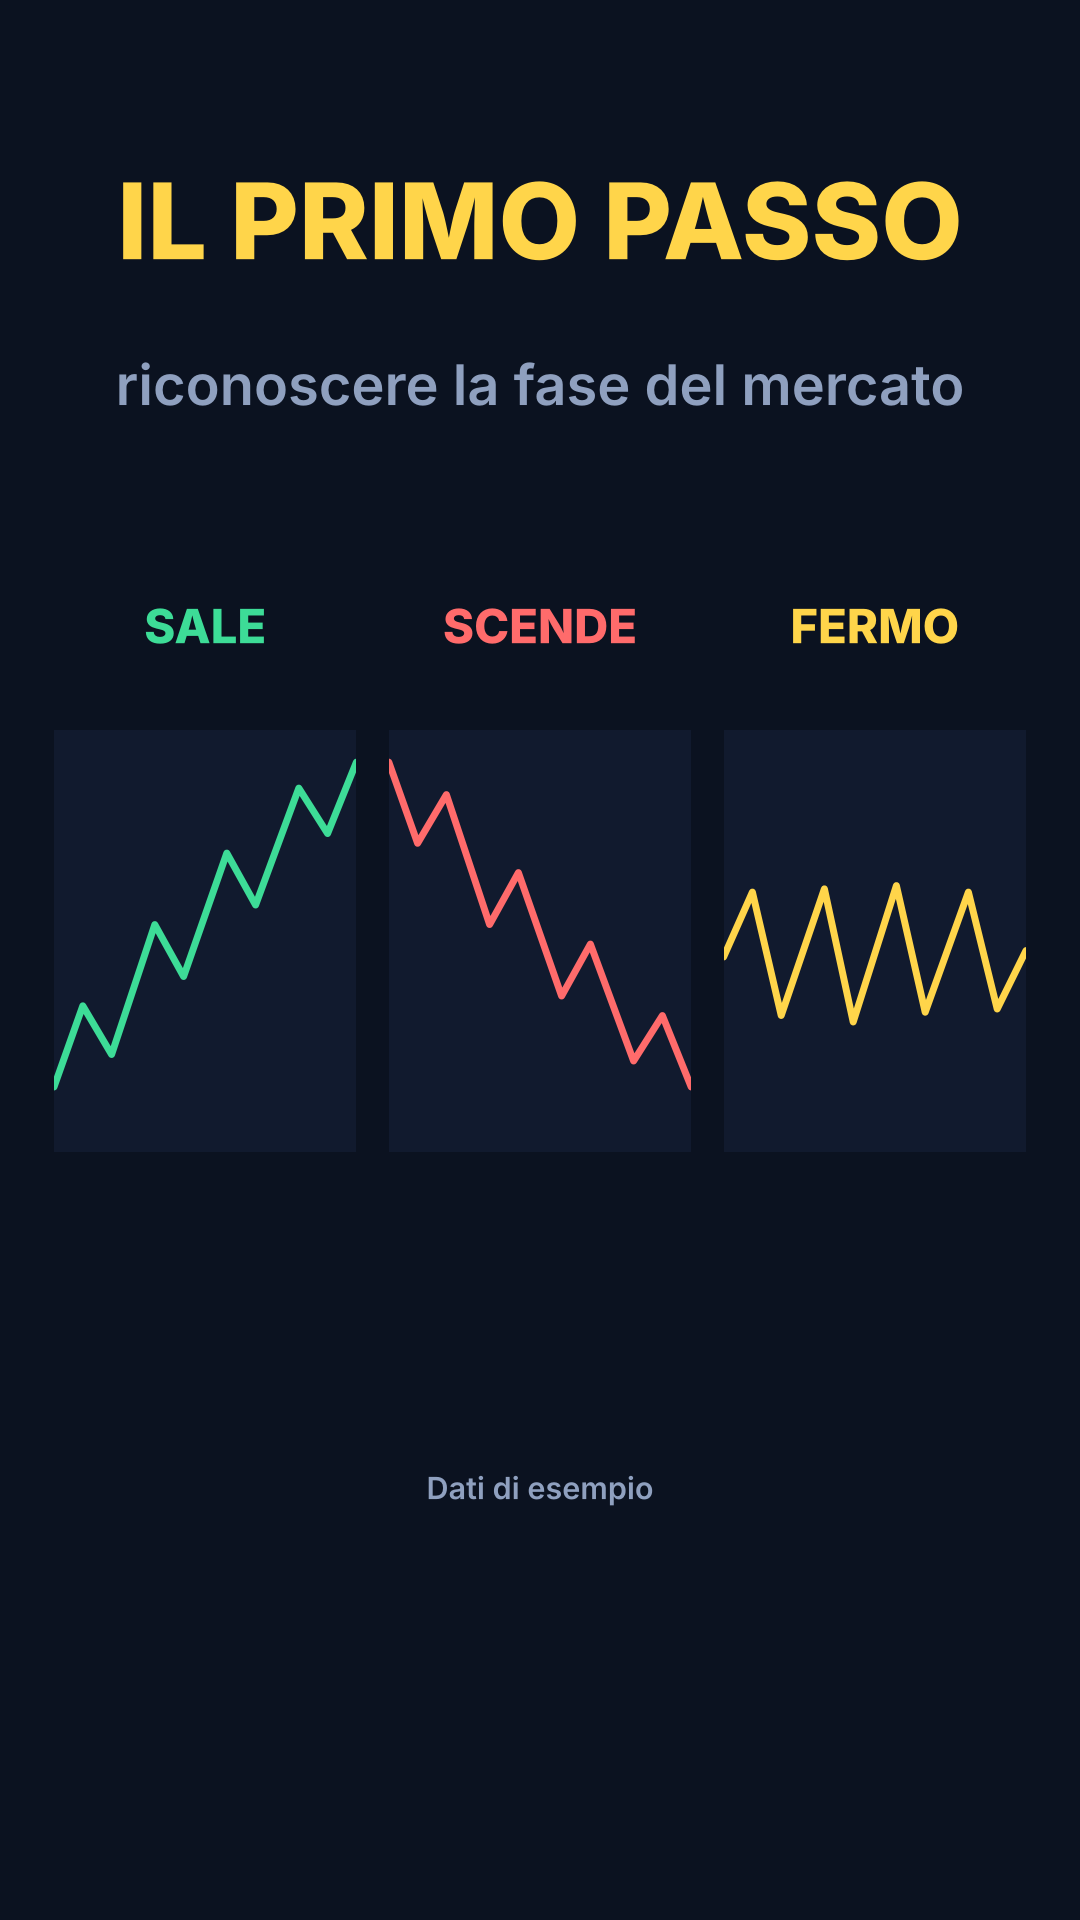 IL PRIMO PASSO
riconoscere la fase del mercato
SALE
SCENDE
FERMO
Dati di esempio